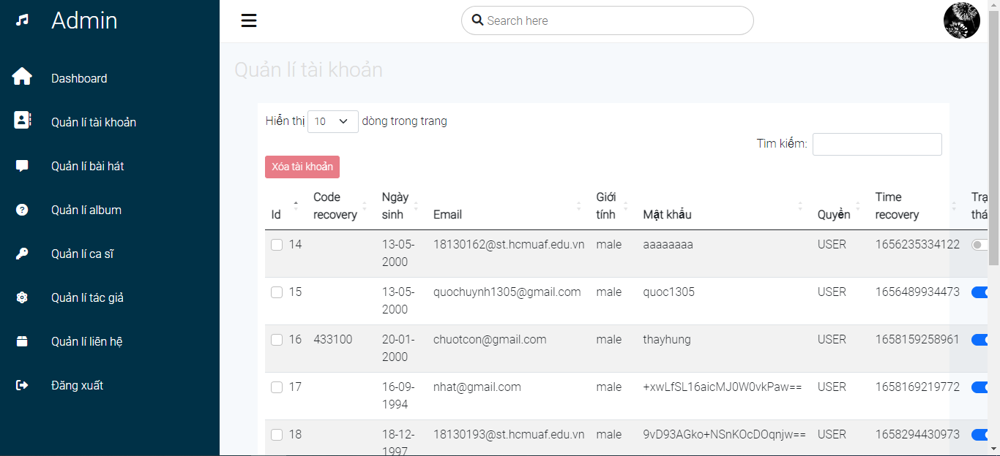 Admin
Search here
Dashboard
Quản lí tài khoản
Quản lí bài hát
Quản lí album
Quản lí ca sĩ
Quản lí tác giả
Quản lí liên hệ
Đăng xuất
Quản lí tài khoản
Hiển thị 10 dòng trong trang
Tìm kiếm:
Xóa tài khoản
Id Code recovery Ngày sinh Email Giới tính Mật khẩu Quyền Time recovery Trạ thá
14 13-05-2000 18130162@st.hcmuaf.edu.vn male aaaaaaaa USER 1656235334122
15 13-05-2000 quochuynh1305@gmail.com male quoc1305 USER 1656489934473
16 433100 20-01-2000 chuotcon@gmail.com male thayhung USER 1658159258961
17 16-09-1994 nhat@gmail.com male +xwLfSL16aicMJ0W0vkPaw== USER 1658169219772
18 18-12-1997 18130193@st.hcmuaf.edu.vn male 9vD93AGko+NSnKOcDOqnjw== USER 1658294430973